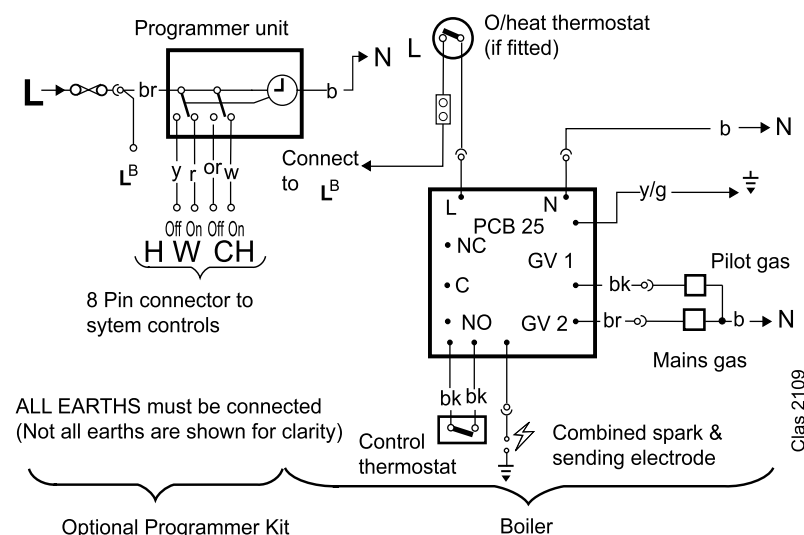 Programmer unit
O/heat thermostat
(if fitted)
L
N
L
br
b
L B
y r or w
Off On Off On
H W CH
8 Pin connector to
sytem controls
Connect
to L B
b N
y/g
L N
PCB 25
NC
GV 1
C
NO GV 2
bk
br
b N
Pilot gas
Mains gas
bk bk
Control
thermostat
Combined spark &
sending electrode
ALL EARTHS must be connected
(Not all earths are shown for clarity)
Optional Programmer Kit
Boiler
Clas 2109